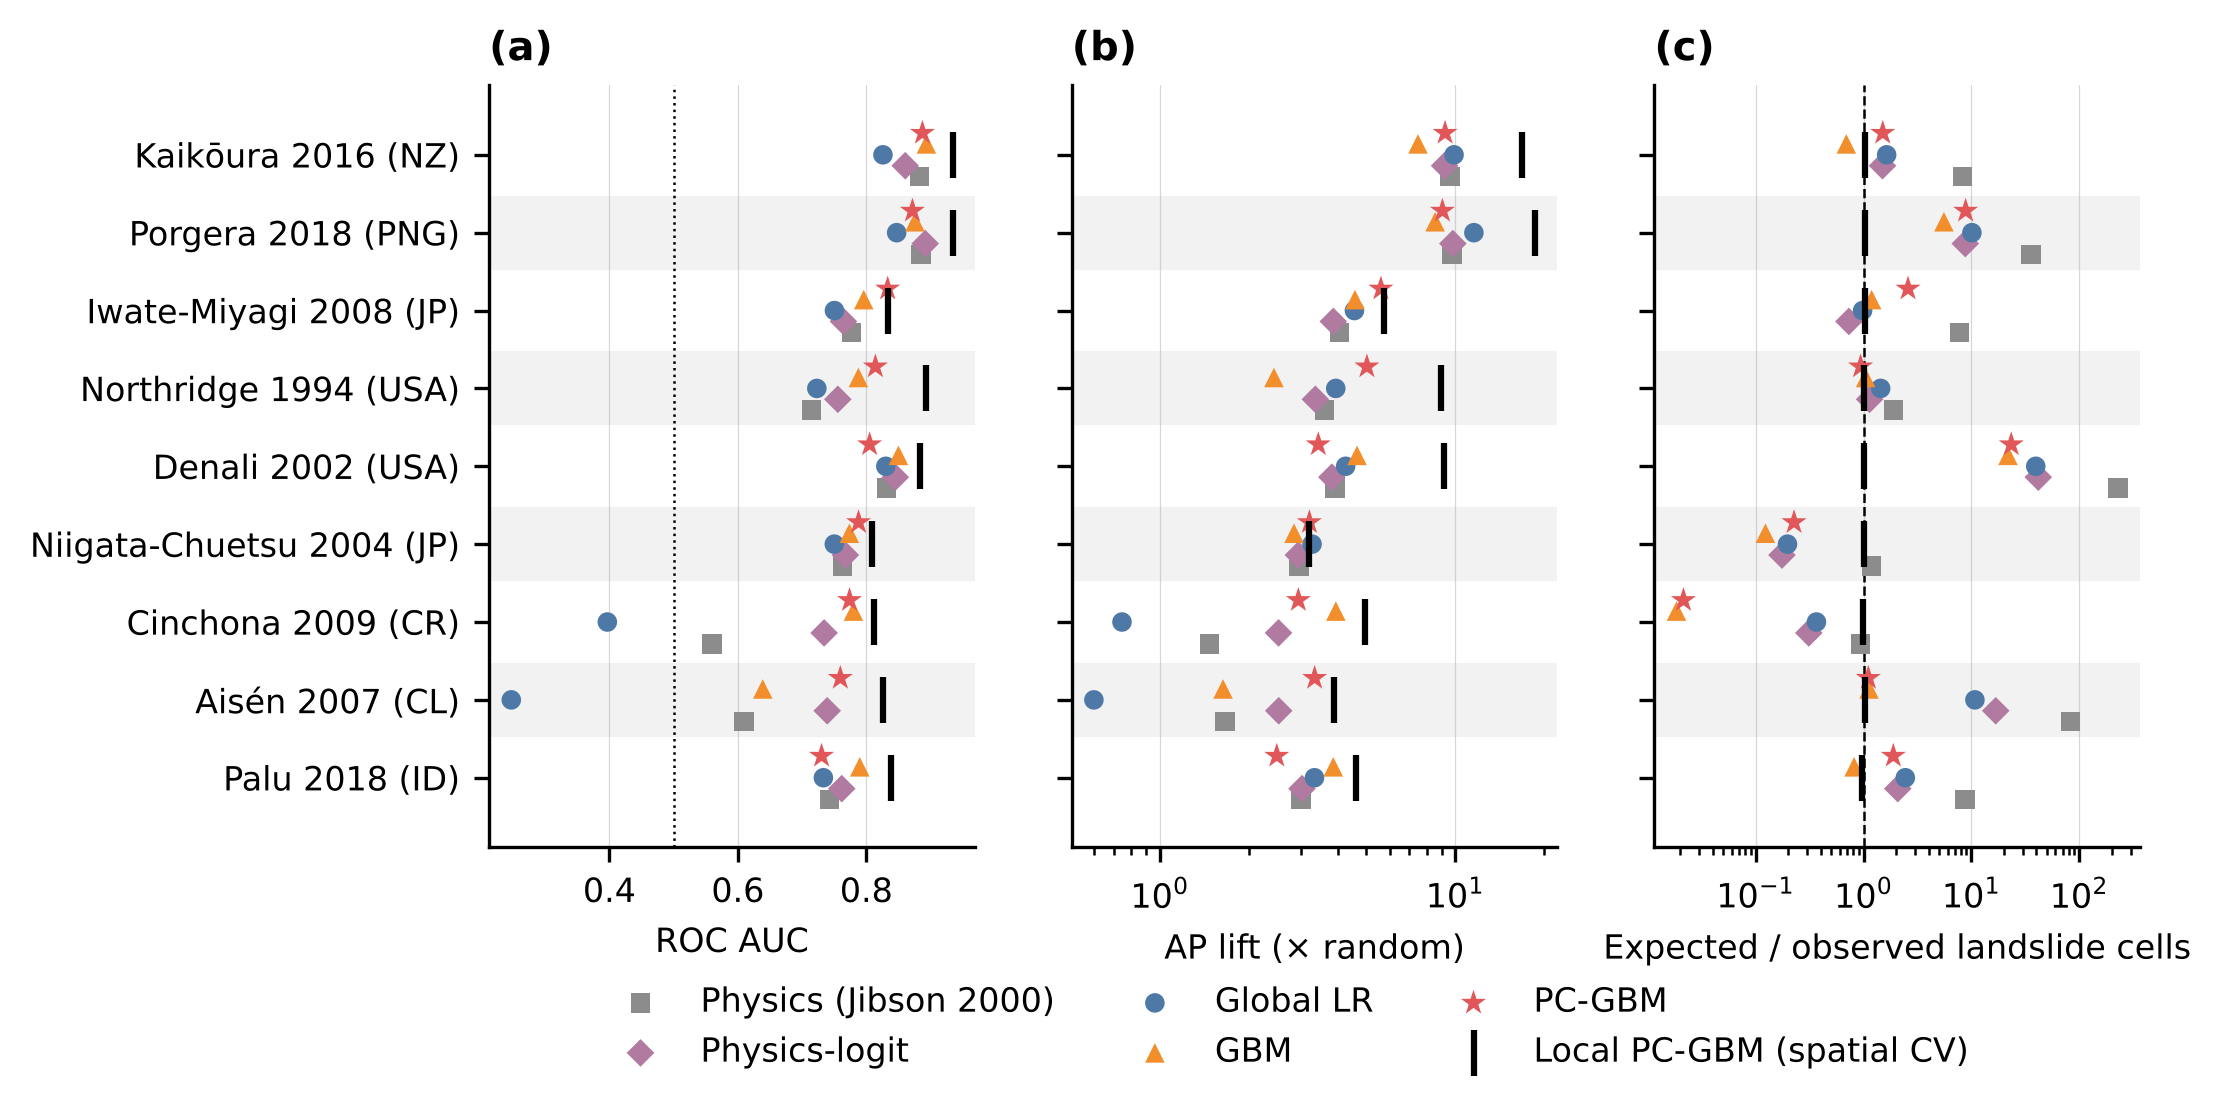 (a) (b) (c)
Kaikōura 2016 (NZ)
Porgera 2018 (PNG)
Iwate-Miyagi 2008 (JP)
Northridge 1994 (USA)
Denali 2002 (USA)
Niigata-Chuetsu 2004 (JP)
Cinchona 2009 (CR)
Aisén 2007 (CL)
Palu 2018 (ID)
0.4 0.6 0.8
ROC AUC
10⁰ 10¹
AP lift (× random)
10⁻¹ 10⁰ 10¹ 10²
Expected / observed landslide cells
Physics (Jibson 2000) Global LR PC-GBM
Physics-logit GBM Local PC-GBM (spatial CV)